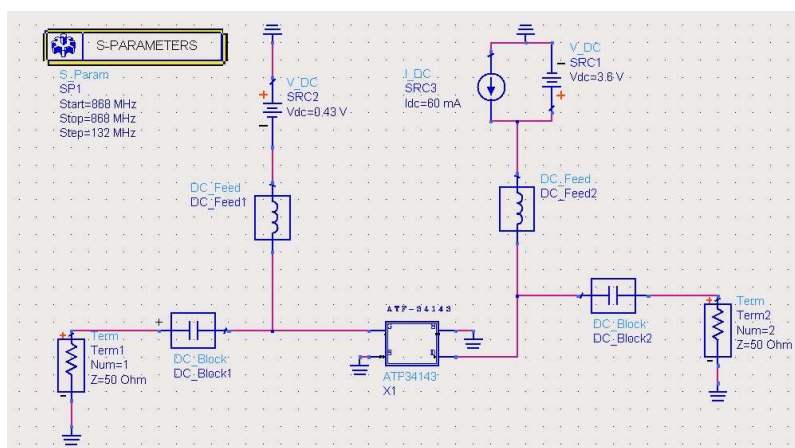 S-PARAMETERS
S_Param
SP1
Start=868 MHz
Stop=868 MHz
Step=132 MHz
V_DC
SRC2
Vdc=0.43 V
I_DC
SRC3
Idc=60 mA
V_DC
SRC1
Vdc=3.6 V
DC_Feed
DC_Feed1
DC_Feed
DC_Feed2
Term
Term1
Num=1
Z=50 Ohm
DC_Block
DC_Block1
ATF-34143
ATF34143
X1
DC_Block
DC_Block2
Term
Term2
Num=2
Z=50 Ohm